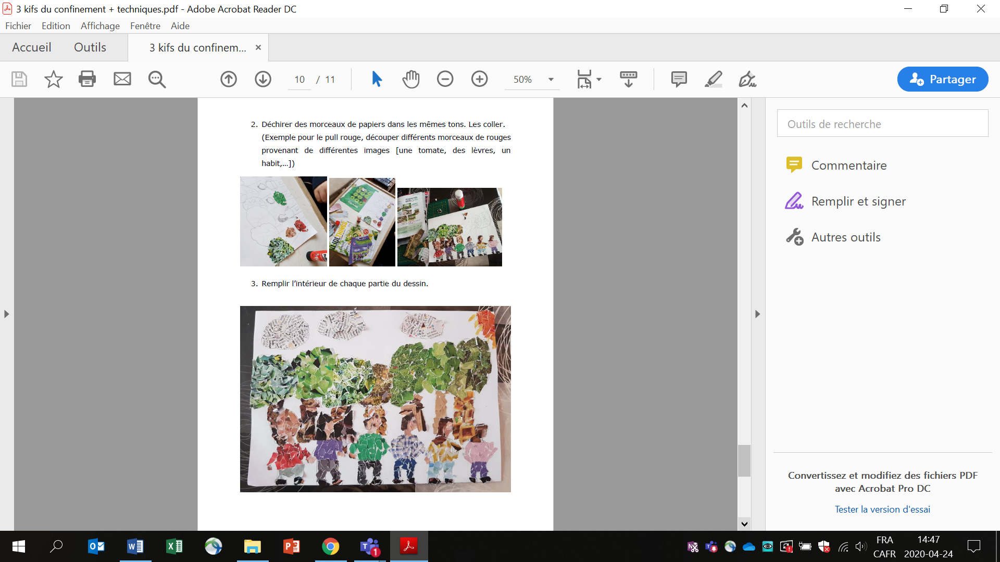 3 kifs du confinement + techniques.pdf - Adobe Acrobat Reader DC
Fichier Edition Affichage Fenêtre Aide
Accueil Outils 3 kifs du confinem... ×
10 / 11 50% Partager
2. Déchirer des morceaux de papiers dans les mêmes tons. Les coller.
(Exemple pour le pull rouge, découper différents morceaux de rouges
provenant de différentes images [une tomate, des lèvres, un
habit,...])
3. Remplir l'intérieur de chaque partie du dessin.
Outils de recherche
Commentaire
Remplir et signer
Autres outils
Convertissez et modifiez des fichiers PDF
avec Acrobat Pro DC
Tester la version d'essai
FRA
CAFR
14:47
2020-04-24